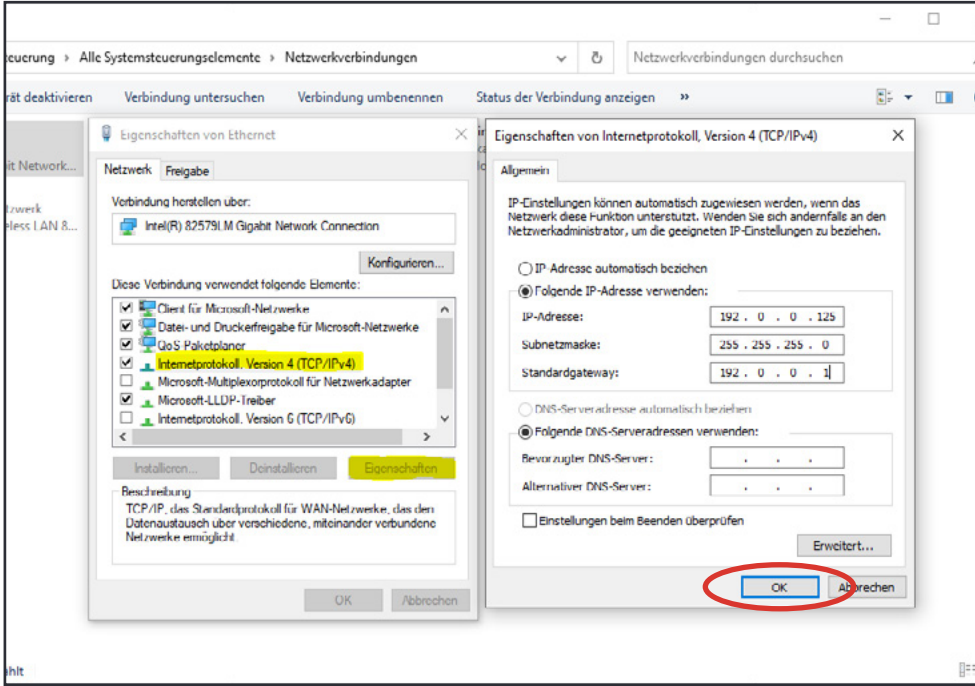 teuerung › Alle Systemsteuerungselemente › Netzwerkverbindungen
Netzwerkverbindungen durchsuchen
rät deaktivieren Verbindung untersuchen Verbindung umbenennen Status der Verbindung anzeigen »
it Network...
tzwerk
eless LAN 8...
Eigenschaften von Ethernet
Netzwerk Freigabe
Verbindung herstellen über:
Intel(R) 82579LM Gigabit Network Connection
Konfigurieren...
Diese Verbindung verwendet folgende Elemente:
Client für Microsoft-Netzwerke
Datei- und Druckerfreigabe für Microsoft-Netzwerke
QoS-Paketplaner
Internetprotokoll, Version 4 (TCP/IPv4)
Microsoft-Multiplexorprotokoll für Netzwerkadapter
Microsoft-LLDP-Treiber
Internetprotokoll, Version 6 (TCP/IPv6)
Installieren... Deinstallieren Eigenschaften
Beschreibung
TCP/IP, das Standardprotokoll für WAN-Netzwerke, das den
Datenaustausch über verschiedene, miteinander verbundene
Netzwerke ermöglicht.
OK Abbrechen
Eigenschaften von Internetprotokoll, Version 4 (TCP/IPv4)
Allgemein
IP-Einstellungen können automatisch zugewiesen werden, wenn das
Netzwerk diese Funktion unterstützt. Wenden Sie sich andernfalls an den
Netzwerkadministrator, um die geeigneten IP-Einstellungen zu beziehen.
IP-Adresse automatisch beziehen
Folgende IP-Adresse verwenden:
IP-Adresse: 192 . 0 . 0 . 125
Subnetzmaske: 255 . 255 . 255 . 0
Standardgateway: 192 . 0 . 0 . 1
DNS-Serveradresse automatisch beziehen
Folgende DNS-Serveradressen verwenden:
Bevorzugter DNS-Server: . . .
Alternativer DNS-Server: . . .
Einstellungen beim Beenden überprüfen
Erweitert...
OK Abbrechen
ählt